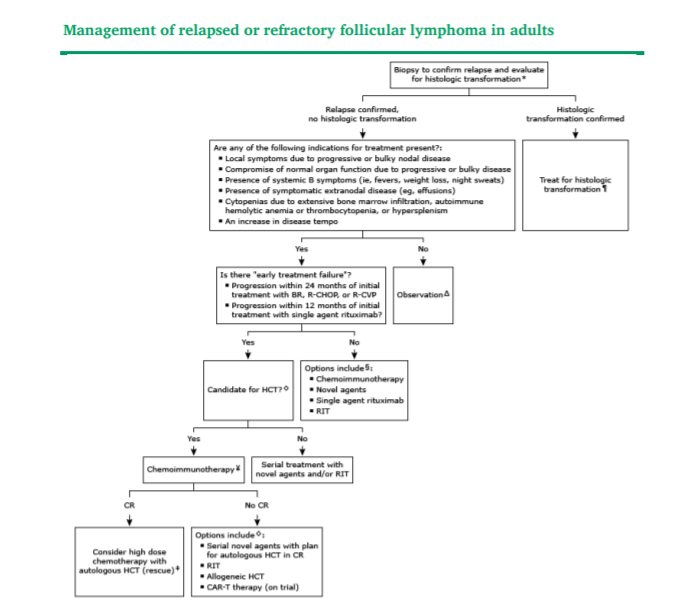 Management of relapsed or refractory follicular lymphoma in adults
Biopsy to confirm relapse and evaluate
for histologic transformation*
Relapse confirmed,
no histologic transformation
Histologic
transformation confirmed
Are any of the following indications for treatment present?:
▪ Local symptoms due to progressive or bulky nodal disease
▪ Compromise of normal organ function due to progressive or bulky disease
▪ Presence of systemic B symptoms (ie, fevers, weight loss, night sweats)
▪ Presence of symptomatic extranodal disease (eg, effusions)
▪ Cytopenias due to extensive bone marrow infiltration, autoimmune
hemolytic anemia or thrombocytopenia, or hypersplenism
▪ An increase in disease tempo
Treat for histologic
transformation¶
Yes
No
Is there "early treatment failure"?
▪ Progression within 24 months of initial
treatment with BR, R-CHOP, or R-CVP
▪ Progression within 12 months of initial
treatment with single agent rituximab?
Observation Δ
Yes
No
Candidate for HCT?◊
Options include§:
▪ Chemoimmunotherapy
▪ Novel agents
▪ Single agent rituximab
▪ RIT
Yes
No
Chemoimmunotherapy¥
Serial treatment with
novel agents and/or RIT
CR
No CR
Consider high dose
chemotherapy with
autologous HCT (rescue)‡
Options include◊:
▪ Serial novel agents with plan
for autologous HCT in CR
▪ RIT
▪ Allogeneic HCT
▪ CAR-T therapy (on trial)